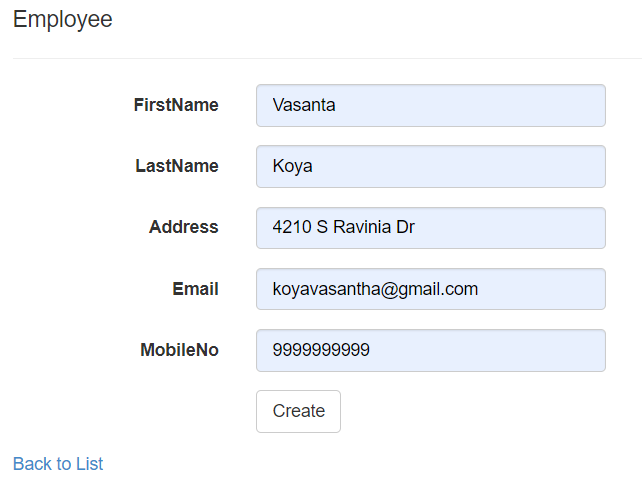 Employee
FirstName Vasanta
LastName Koya
Address 4210 S Ravinia Dr
Email koyavasantha@gmail.com
MobileNo 9999999999
Create
Back to List